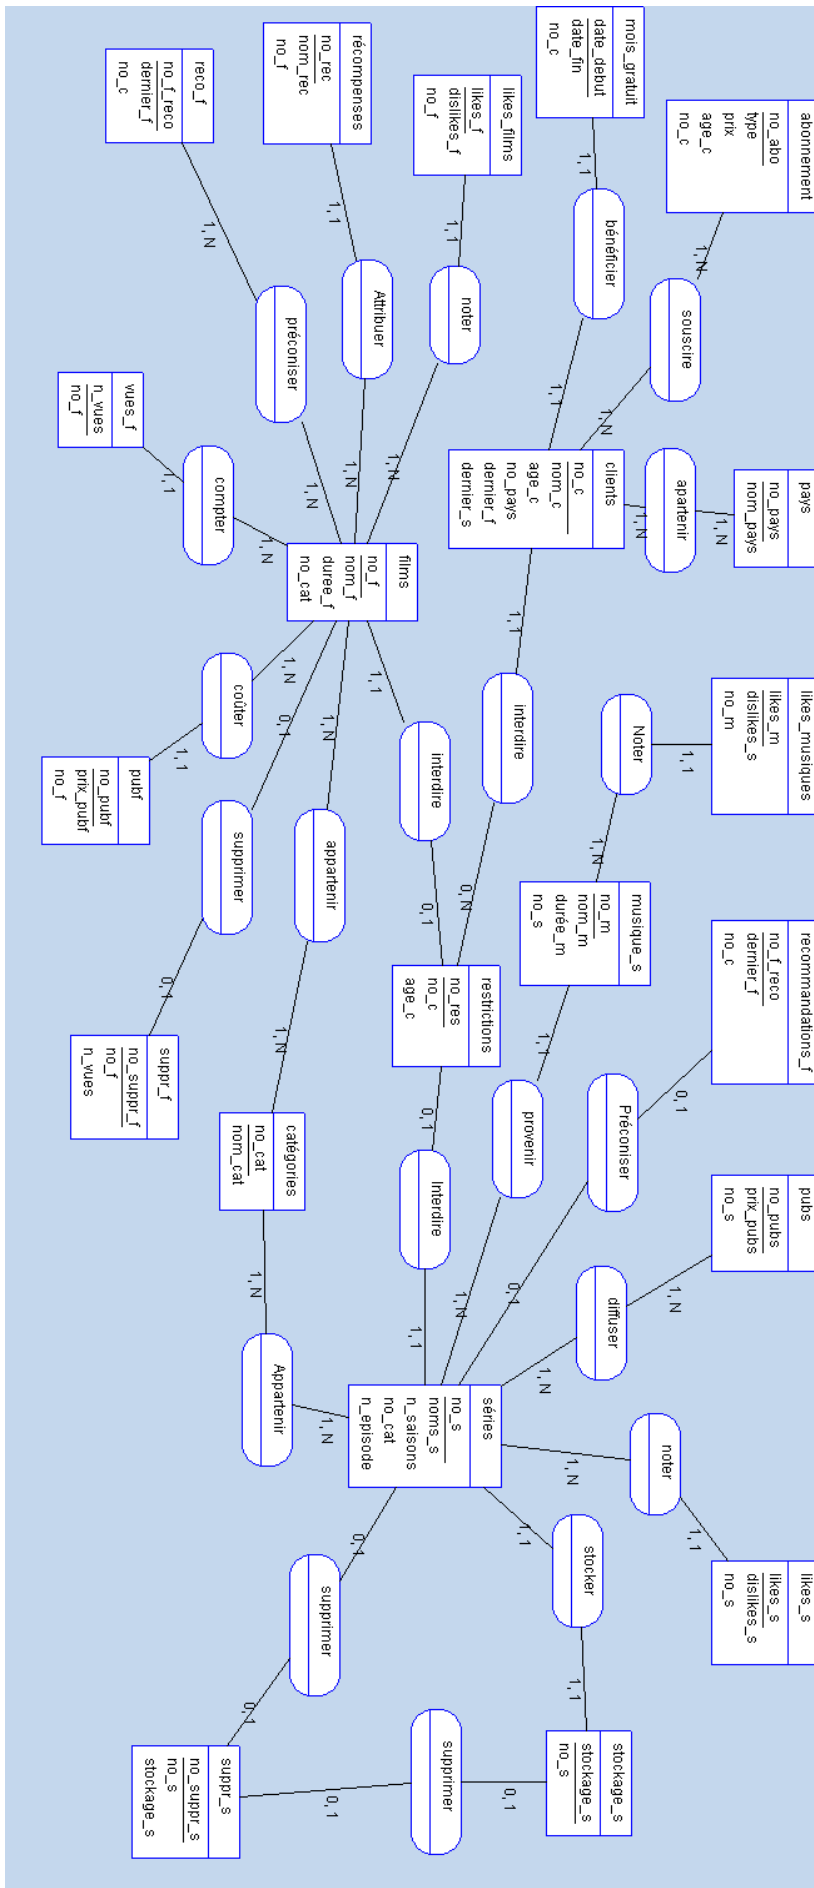 mois_gratuit
date_debut
date_fin
no_c
abonnement
no_abo
type
prix
age_c
no_c
récompenses
no_rec
nom_rec
no_f
likes_films
likes_f
dislikes_f
no_f
reco_f
no_f_reco
dernier_f
no_c
1,1
1,N
bénéficier
souscire
1,1
1,1
1,N
Attribuer
noter
préconiser
1,1
1,N
vues_f
n_vues
no_f
1,1
compter
1,N
1,N
1,N
1,N
clients
no_c
nom_c
age_c
no_pays
dernier_f
dernier_s
1,N
apartenir
1,N
pays
no_pays
nom_pays
films
no_f
nom_f
duree_f
no_cat
1,1
interdire
0,N
1,N
coûter
1,1
pubf
no_pubf
prix_pubf
no_f
0,1
supprimer
0,1
suppr_f
no_suppr_f
no_f
n_vues
1,N
appartenir
1,N
1,1
interdire
0,1
likes_musiques
likes_m
dislikes_s
no_m
1,1
Noter
1,N
musique_s
no_m
nom_m
durée_m
no_s
1,1
provenir
1,N
restrictions
no_res
no_c
age_c
0,1
Interdire
1,1
catégories
no_cat
nom_cat
1,N
Appartenir
1,N
recommandations_f
no_f_reco
dernier_f
no_c
0,1
Préconiser
0,1
pubs
no_pubs
prix_pubs
no_s
1,N
diffuser
1,N
séries
no_s
noms_s
n_saisons
no_cat
n_episode
1,N
noter
1,1
likes_s
likes_s
dislikes_s
no_s
1,1
stocker
1,1
stockage_s
stockage_s
no_s
0,1
supprimer
0,1
suppr_s
no_suppr_s
no_s
stockage_s
0,1
supprimer
0,1